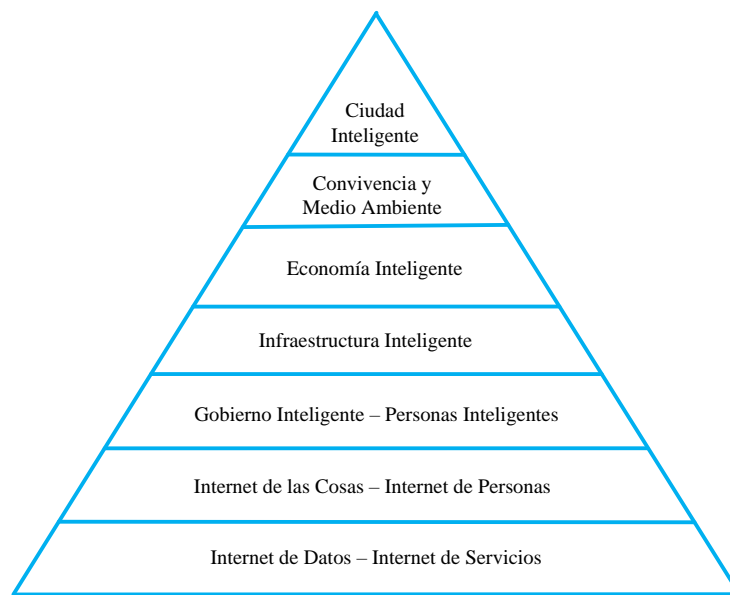 Ciudad
Inteligente
Convivencia y
Medio Ambiente
Economía Inteligente
Infraestructura Inteligente
Gobierno Inteligente – Personas Inteligentes
Internet de las Cosas – Internet de Personas
Internet de Datos – Internet de Servicios